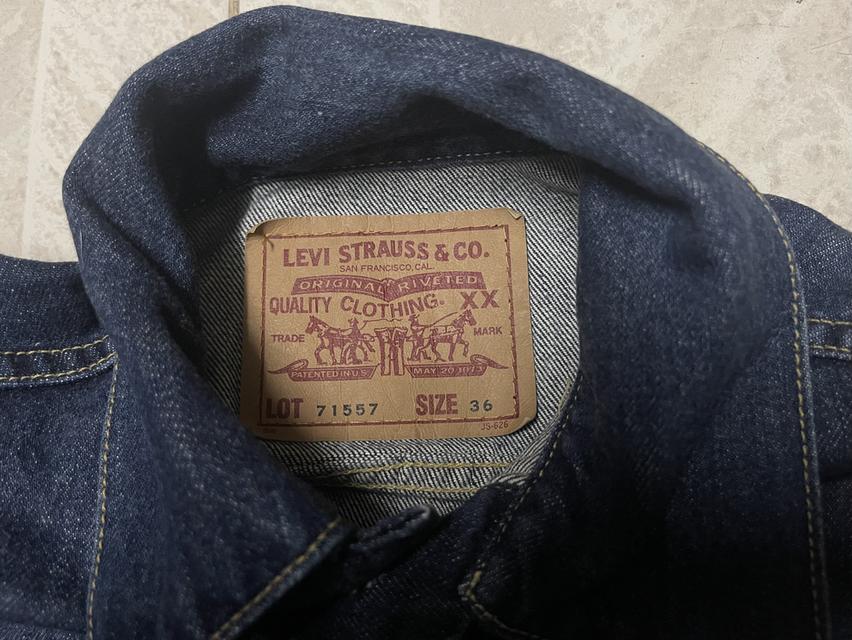 LEVI STRAUSS & CO.
SAN FRANCISCO, CAL.
ORIGINAL RIVETED
QUALITY CLOTHING. XX
TRADE MARK
PATENTED IN U.S. MAY 20 1873
LOT 71557 SIZE 36
JS-626